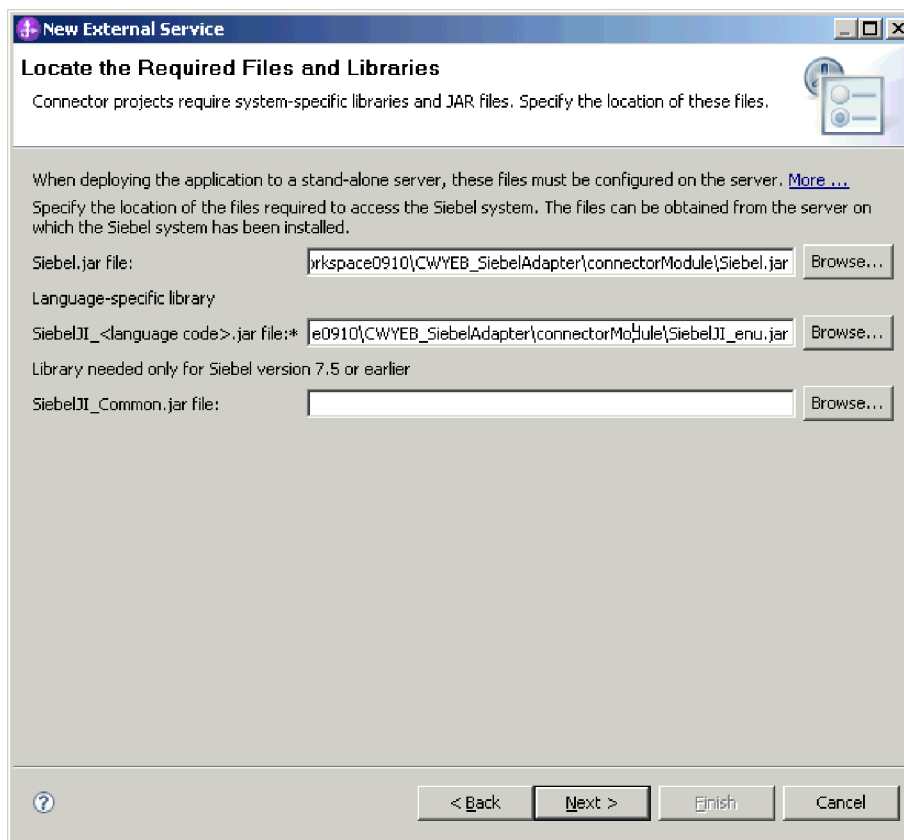 New External Service
Locate the Required Files and Libraries
Connector projects require system-specific libraries and JAR files. Specify the location of these files.
When deploying the application to a stand-alone server, these files must be configured on the server. More ...
Specify the location of the files required to access the Siebel system. The files can be obtained from the server on
which the Siebel system has been installed.
Siebel.jar file: orkspace0910\CWYEB_SiebelAdapter\connectorModule\Siebel.jar Browse...
Language-specific library
SiebelJI_<language code>.jar file:* e0910\CWYEB_SiebelAdapter\connectorModule\SiebelJI_enu.jar Browse...
Library needed only for Siebel version 7.5 or earlier
SiebelJI_Common.jar file: Browse...
? < Back Next > Finish Cancel